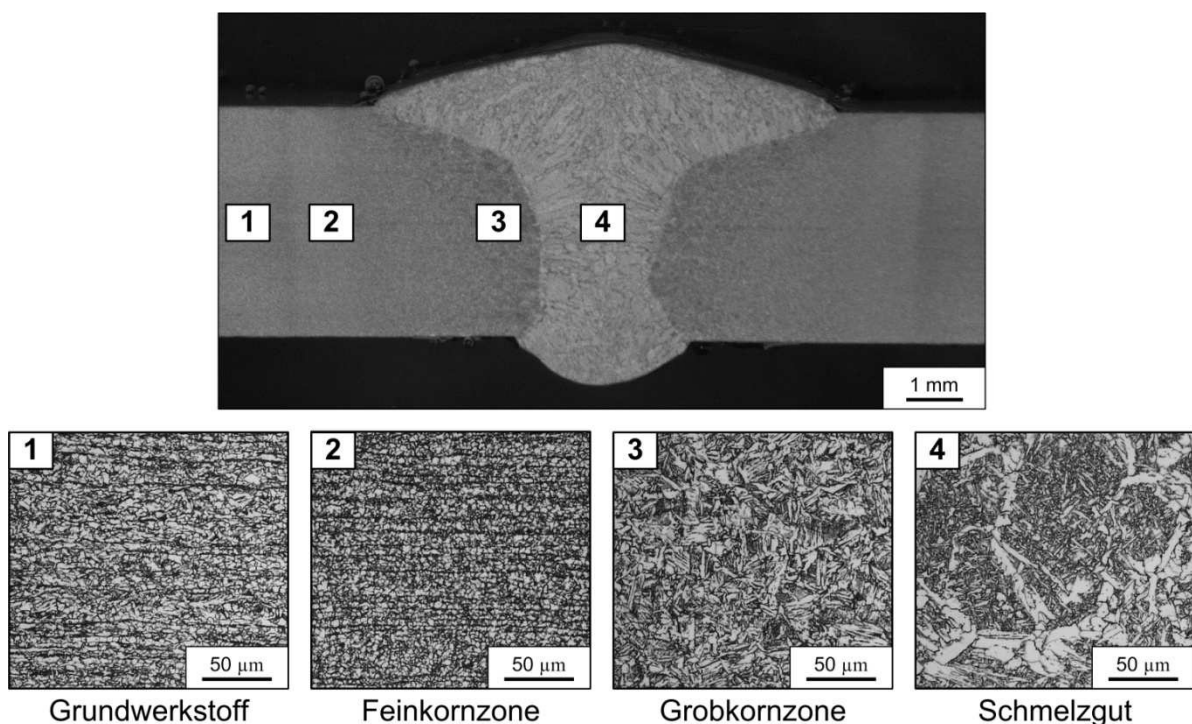 1
2
3
4
1 mm
1
2
3
4
50 µm
50 µm
50 µm
50 µm
Grundwerkstoff
Feinkornzone
Grobkornzone
Schmelzgut